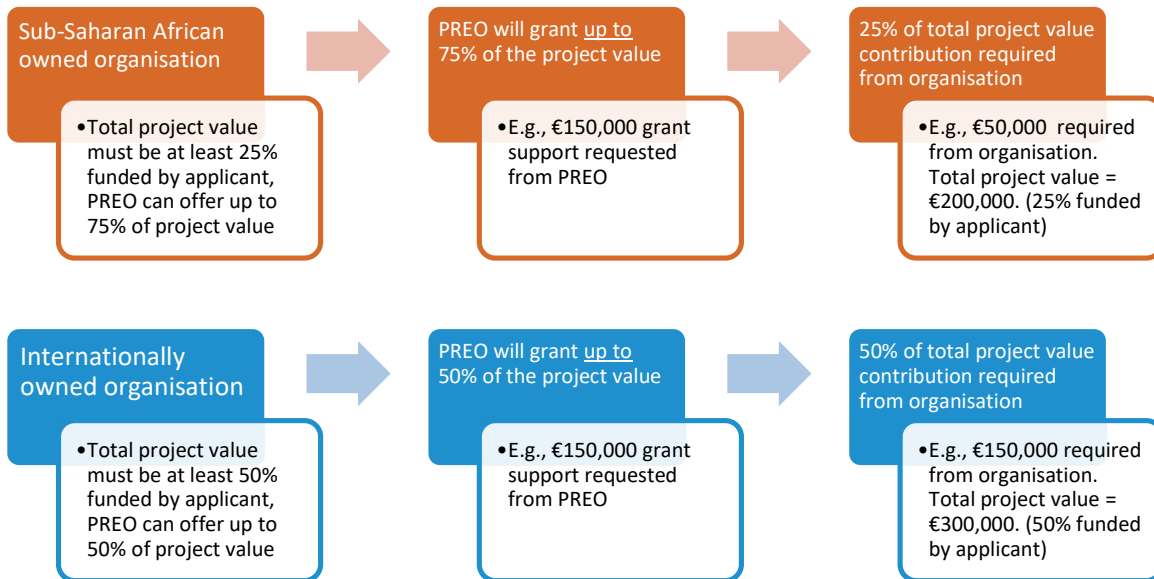 Sub-Saharan African
owned organisation
•Total project value
must be at least 25%
funded by applicant,
PREO can offer up to
75% of project value
PREO will grant up to
75% of the project value
•E.g., €150,000 grant
support requested
from PREO
25% of total project value
contribution required
from organisation
•E.g., €50,000  required
from organisation.
Total project value =
€200,000. (25% funded
by applicant)
Internationally
owned organisation
•Total project value
must be at least 50%
funded by applicant,
PREO can offer up to
50% of project value
PREO will grant up to
50% of the project value
•E.g., €150,000 grant
support requested
from PREO
50% of total project value
contribution required
from organisation
•E.g., €150,000 required
from organisation.
Total project value =
€300,000. (50% funded
by applicant)